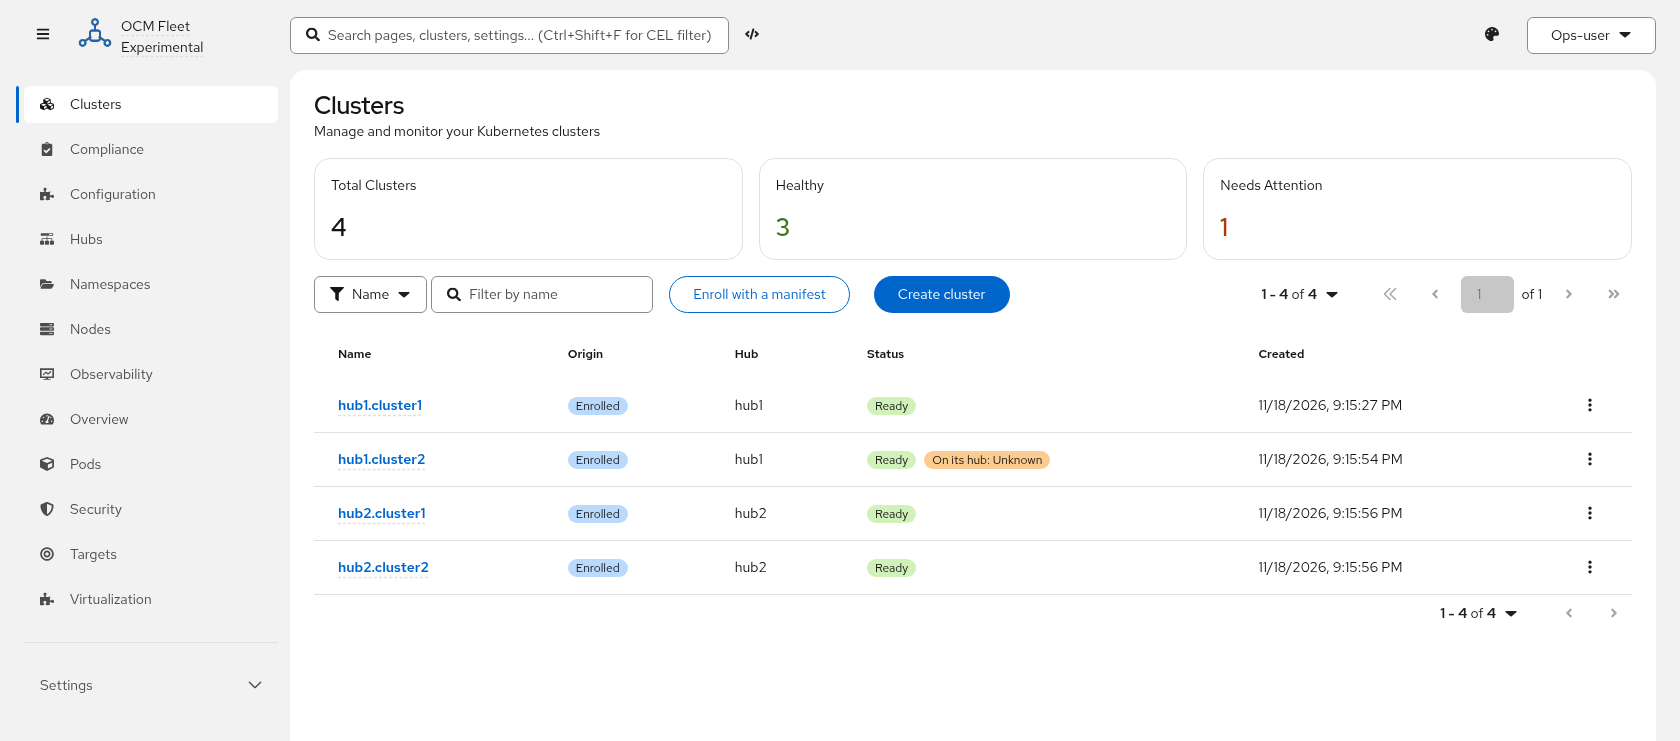 OCM Fleet
Experimental
Search pages, clusters, settings... (Ctrl+Shift+F for CEL filter)
Ops-user
Clusters
Compliance
Configuration
Hubs
Namespaces
Nodes
Observability
Overview
Pods
Security
Targets
Virtualization
Settings
Clusters
Manage and monitor your Kubernetes clusters
Total Clusters
4
Healthy
3
Needs Attention
1
Name
Filter by name
Enroll with a manifest
Create cluster
1 - 4 of 4
1 of 1
Name Origin Hub Status Created
hub1.cluster1 Enrolled hub1 Ready 11/18/2026, 9:15:27 PM
hub1.cluster2 Enrolled hub1 Ready On its hub: Unknown 11/18/2026, 9:15:54 PM
hub2.cluster1 Enrolled hub2 Ready 11/18/2026, 9:15:56 PM
hub2.cluster2 Enrolled hub2 Ready 11/18/2026, 9:15:56 PM
1 - 4 of 4